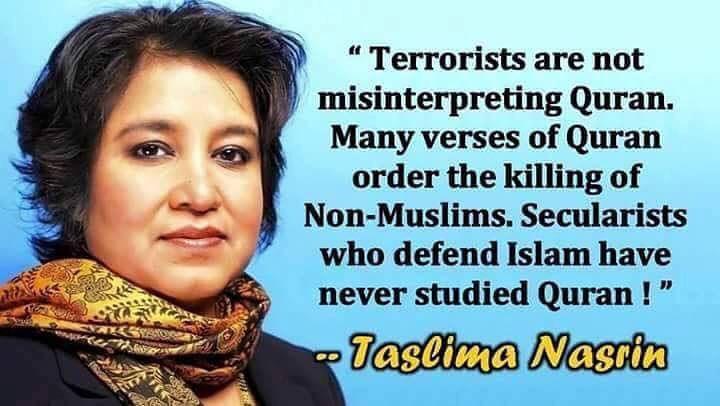 “ Terrorists are not
misinterpreting Quran.
Many verses of Quran
order the killing of
Non-Muslims. Secularists
who defend Islam have
never studied Quran ! ”
-- Taslima Nasrin